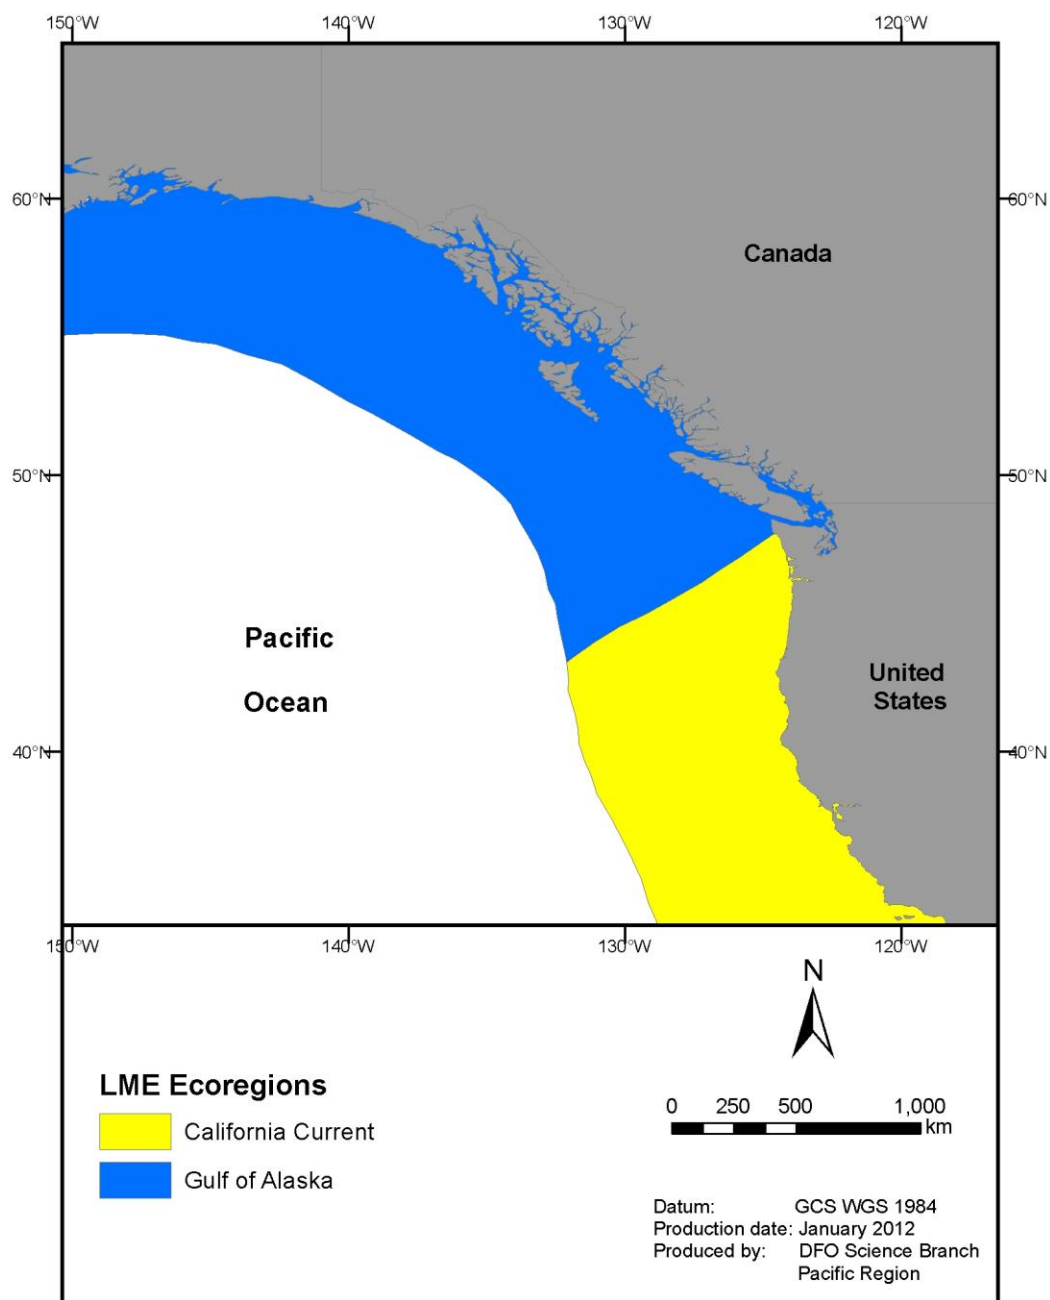 150°W 140°W 130°W 120°W
60°N 60°N
Canada
50°N 50°N
Pacific
Ocean
United
States
40°N 40°N
150°W 140°W 130°W 120°W
N
LME Ecoregions
California Current
Gulf of Alaska
0 250 500 1,000
km
Datum: GCS WGS 1984
Production date: January 2012
Produced by: DFO Science Branch
Pacific Region